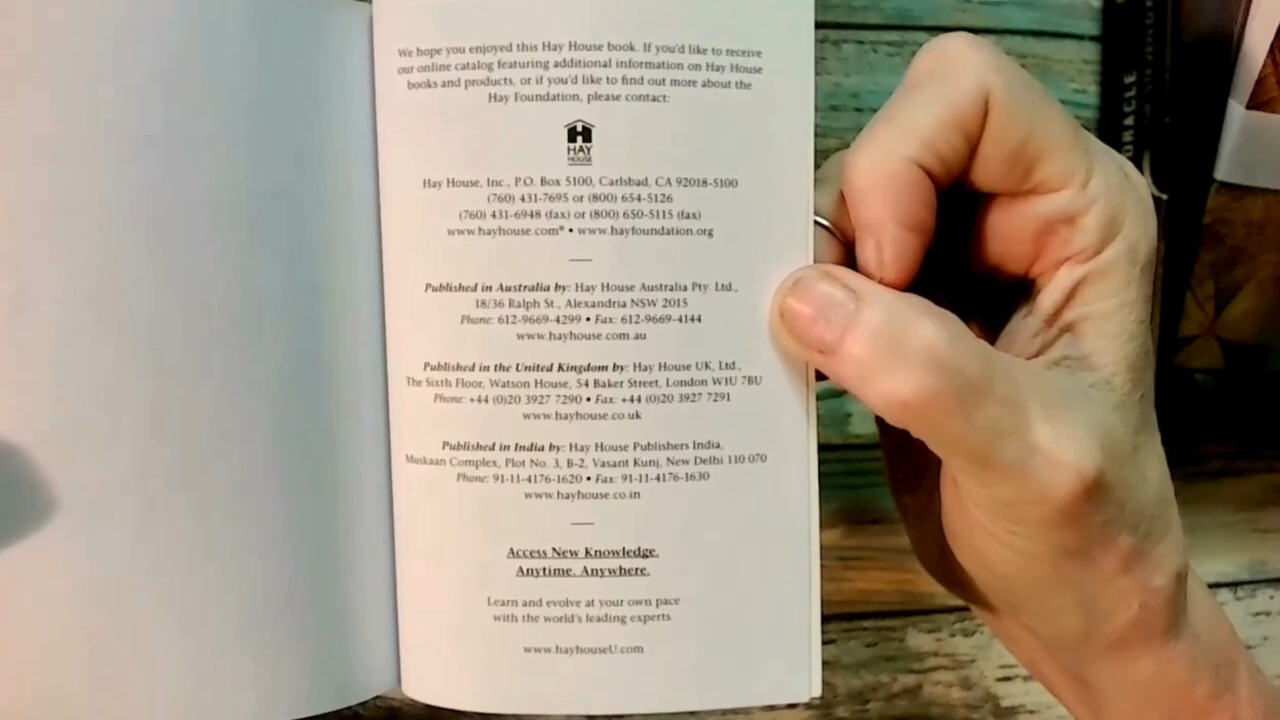 We hope you enjoyed this Hay House book. If you'd like to receive
our online catalog featuring additional information on Hay House
books and products, or if you'd like to find out more about the
Hay Foundation, please contact:
HAY
HOUSE
Hay House, Inc., P.O. Box 5100, Carlsbad, CA 92018-5100
(760) 431-7695 or (800) 654-5126
(760) 431-6948 (fax) or (800) 650-5115 (fax)
www.hayhouse.com® • www.hayfoundation.org
Published in Australia by: Hay House Australia Pty. Ltd.,
18/36 Ralph St., Alexandria NSW 2015
Phone: 612-9669-4299 • Fax: 612-9669-4144
www.hayhouse.com.au
Published in the United Kingdom by: Hay House UK, Ltd.,
The Sixth Floor, Watson House, 54 Baker Street, London W1U 7BU
Phone: +44 (0)20 3927 7290 • Fax: +44 (0)20 3927 7291
www.hayhouse.co.uk
Published in India by: Hay House Publishers India,
Muskaan Complex, Plot No. 3, B-2, Vasant Kunj, New Delhi 110 070
Phone: 91-11-4176-1620 • Fax: 91-11-4176-1630
www.hayhouse.co.in
Access New Knowledge.
Anytime. Anywhere.
Learn and evolve at your own pace
with the world's leading experts.
www.hayhouseU.com
ORACLE